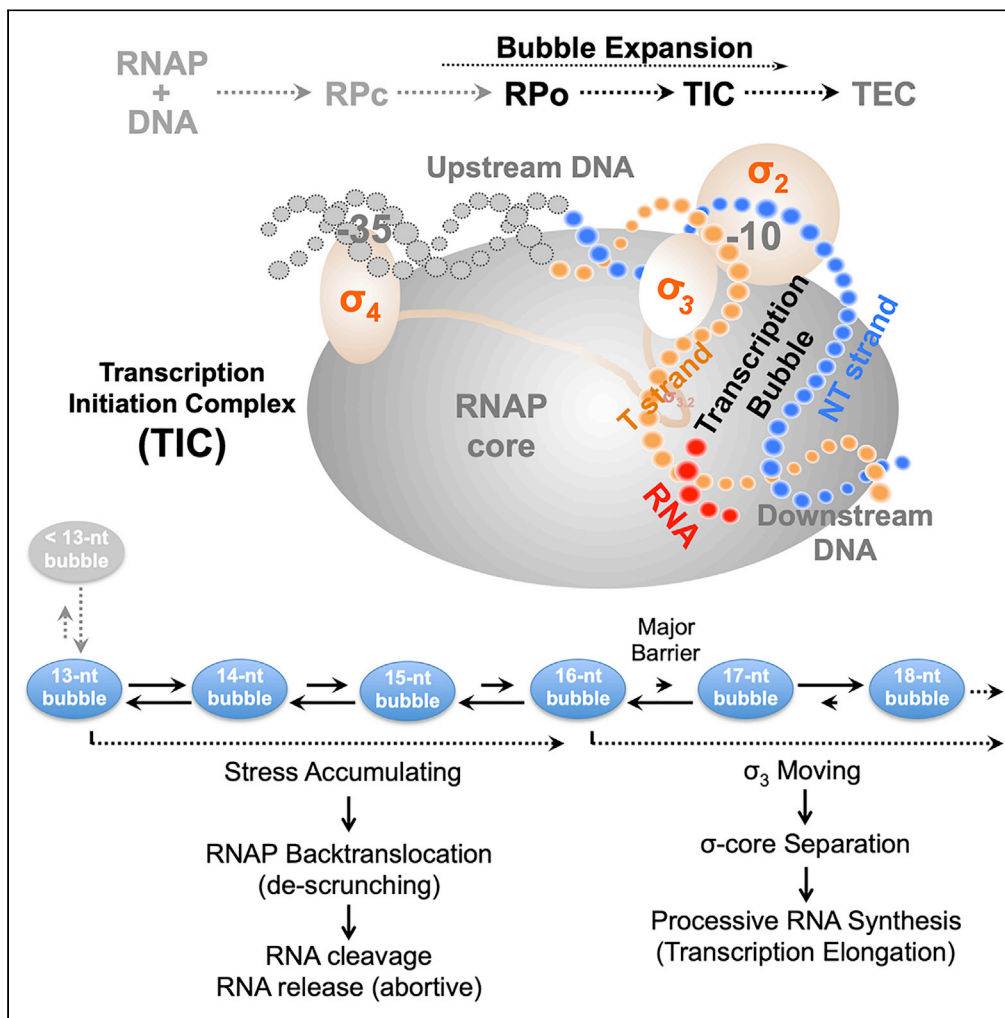 Bubble Expansion
RNAP
+
DNA
RPc
RPo
TIC
TEC
Upstream DNA
σ2
-35
-10
σ4
σ3
σ3.2
Transcription
Initiation Complex
(TIC)
RNAP
core
T strand
Transcription
Bubble
NT strand
RNA
Downstream
DNA
< 13-nt
bubble
Major
Barrier
13-nt
bubble
14-nt
bubble
15-nt
bubble
16-nt
bubble
17-nt
bubble
18-nt
bubble
Stress Accumulating
RNAP Backtranslocation
(de-scrunching)
RNA cleavage
RNA release (abortive)
σ3 Moving
σ-core Separation
Processive RNA Synthesis
(Transcription Elongation)